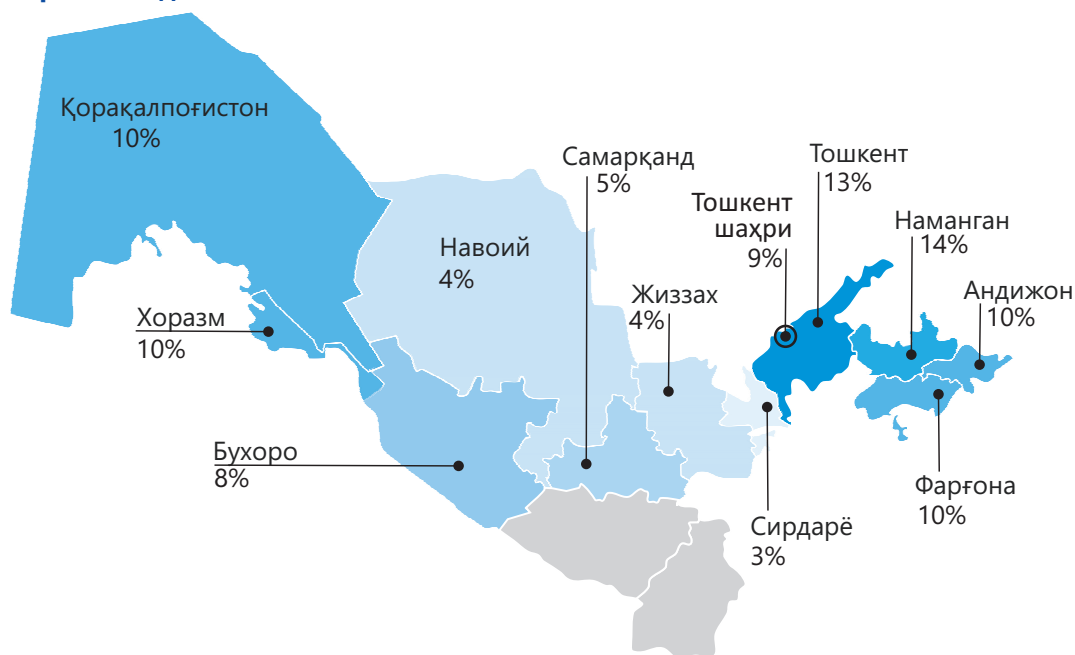 Қорақалпоғистон
10%
Самарқанд
5%
Тошкент
13%
Тошкент
шаҳри
9%
Наманган
14%
Навоий
4%
Жиззах
4%
Андижон
10%
Хоразм
10%
Бухоро
8%
Фарғона
10%
Сирдарё
3%